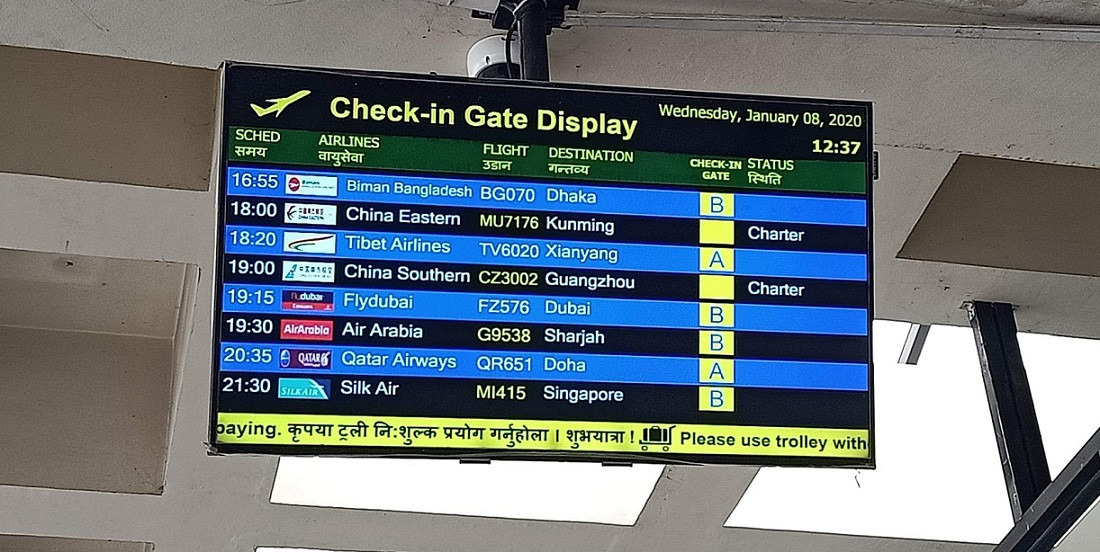 Check-in Gate Display
Wednesday, January 08, 2020
12:37
SCHED AIRLINES FLIGHT DESTINATION CHECK-IN GATE STATUS
समय वायुसेवा उडान गन्तव्य स्थिति
16:55 Biman Biman Bangladesh BG070 Dhaka B
18:00 CHINA EASTERN China Eastern MU7176 Kunming Charter
18:20 Tibet Airlines TV6020 Xianyang A
19:00 China Southern CZ3002 Guangzhou Charter
19:15 dubai Flydubai FZ576 Dubai B
19:30 AirArabia Air Arabia G9538 Sharjah B
20:35 QATAR Qatar Airways QR651 Doha A
21:30 SILKAIR Silk Air MI415 Singapore B
paying. कृपया ट्रली नि:शुल्क प्रयोग गर्नुहोला । शुभयात्रा ! Please use trolley with